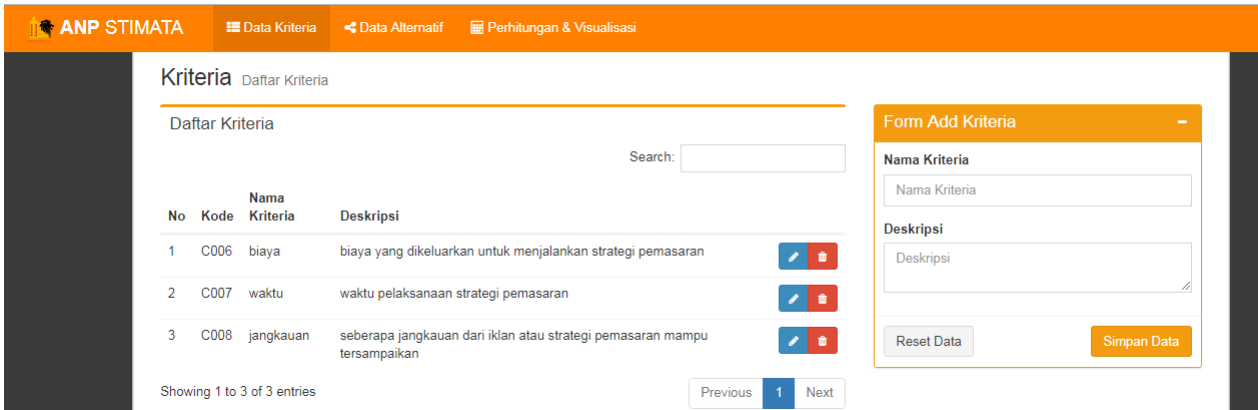 ANP STIMATA Data Kriteria Data Alternatif Perhitungan & Visualisasi
Kriteria Daftar Kriteria
Daftar Kriteria
Search:
No Kode Nama Kriteria Deskripsi
1 C006 biaya biaya yang dikeluarkan untuk menjalankan strategi pemasaran
2 C007 waktu waktu pelaksanaan strategi pemasaran
3 C008 jangkauan seberapa jangkauan dari iklan atau strategi pemasaran mampu
tersampaikan
Showing 1 to 3 of 3 entries
Previous 1 Next
Form Add Kriteria
Nama Kriteria
Nama Kriteria
Deskripsi
Deskripsi
Reset Data Simpan Data